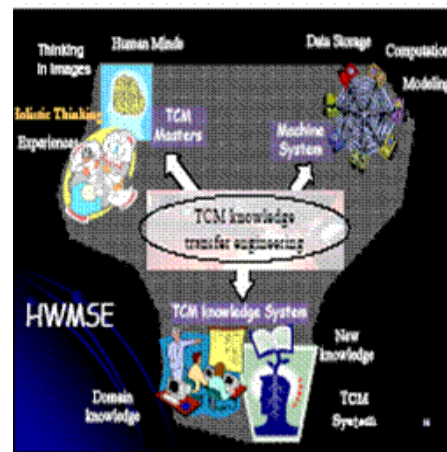 Human Minds
Thinking
in Images
Holistic Thinking
Experiences
TCM
Masters
Data Storage
Computation
Modeling
Machine
System
TCM knowledge
transfer engineering
HWMSE
TCM knowledge System
New
knowledge
Domain
knowledge
TCM
System